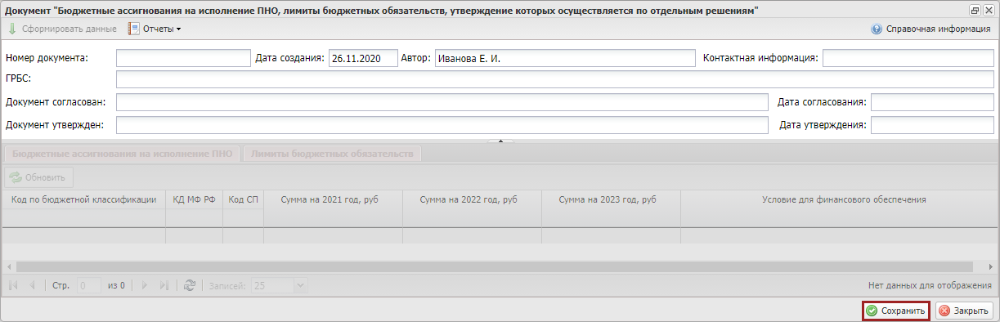 Документ "Бюджетные ассигнования на исполнение ПНО, лимиты бюджетных обязательств, утверждение которых осуществляется по отдельным решениям"
Сформировать данные Отчеты Справочная информация
Номер документа: Дата создания: 26.11.2020 Автор: Иванова Е. И. Контактная информация:
ГРБС:
Документ согласован: Дата согласования:
Документ утвержден: Дата утверждения:
Бюджетные ассигнования на исполнение ПНО Лимиты бюджетных обязательств
Обновить
Код по бюджетной классификации КД МФ РФ Код СП Сумма на 2021 год, руб Сумма на 2022 год, руб Сумма на 2023 год, руб Условие для финансового обеспечения
Стр. 0 из 0 Записей: 25 Нет данных для отображения
Сохранить Закрыть